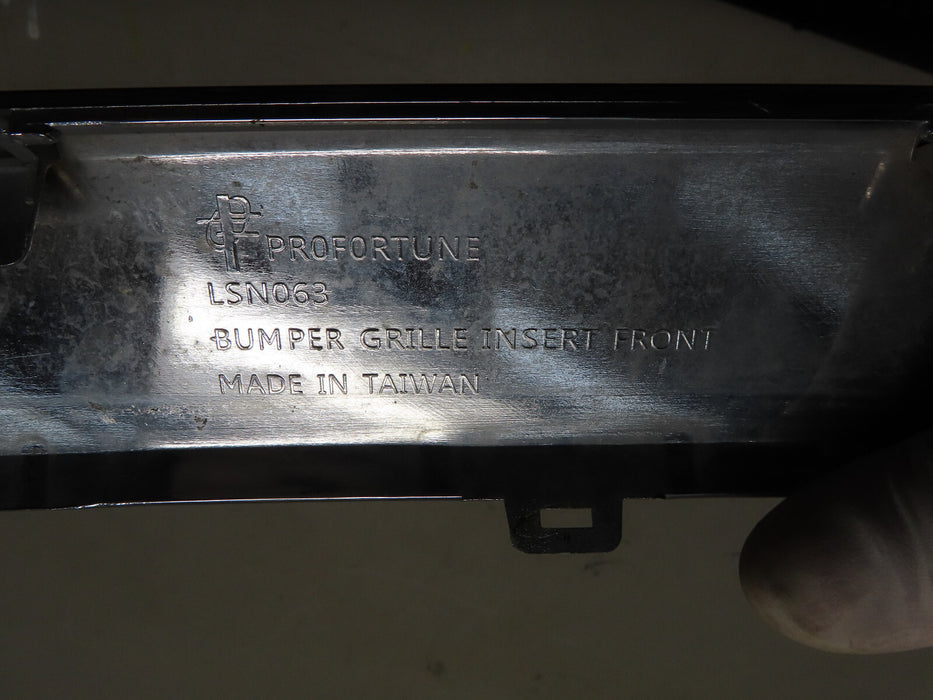 PROFORTUNE
LSN063
BUMPER GRILLE INSERT FRONT
MADE IN TAIWAN